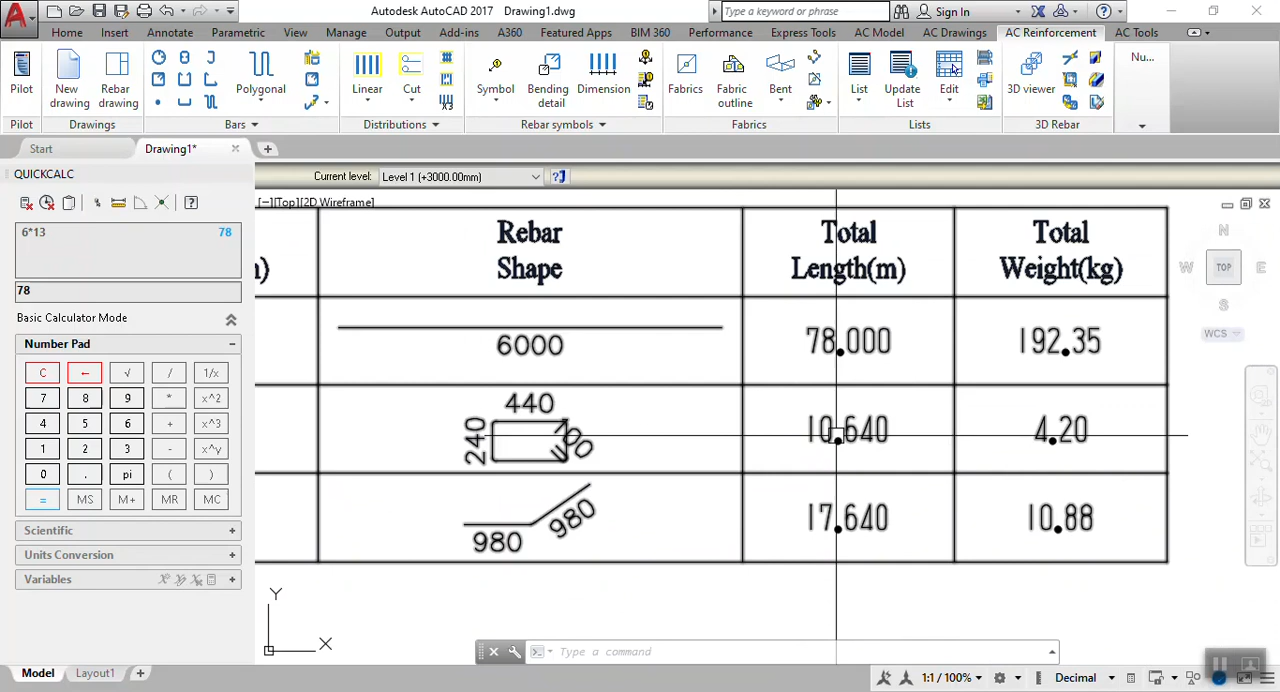 Autodesk AutoCAD 2017 Drawing1.dwg
Type a keyword or phrase
Sign In
Home Insert Annotate Parametric View Manage Output Add-ins A360 Featured Apps BIM 360 Performance Express Tools AC Model AC Drawings AC Reinforcement AC Tools
Pilot
New drawing
Rebar drawing
Polygonal
Linear
Cut
Symbol
Bending detail
Dimension
Fabrics
Fabric outline
Bent
List
Update List
Edit
3D viewer
Nu...
Pilot Drawings Bars Distributions Rebar symbols Fabrics Lists 3D Rebar
Start Drawing1*
QUICKCALC
Current level: Level 1 (+3000.00mm)
[−][Top][2D Wireframe]
6*13 78
78
Basic Calculator Mode
Number Pad
C ← √ / 1/x
7 8 9 * x^2
4 5 6 + x^3
1 2 3 - x^y
0 . pi ( )
= MS M+ MR MC
Scientific
Units Conversion
Variables
)
Rebar Shape
Total Length(m)
Total Weight(kg)
6000
78.000
192.35
440
240
10.640
4.20
980
980
17.640
10.88
N
W TOP E
S
WCS
Y
X
Type a command
Model Layout1
1:1 / 100% Decimal